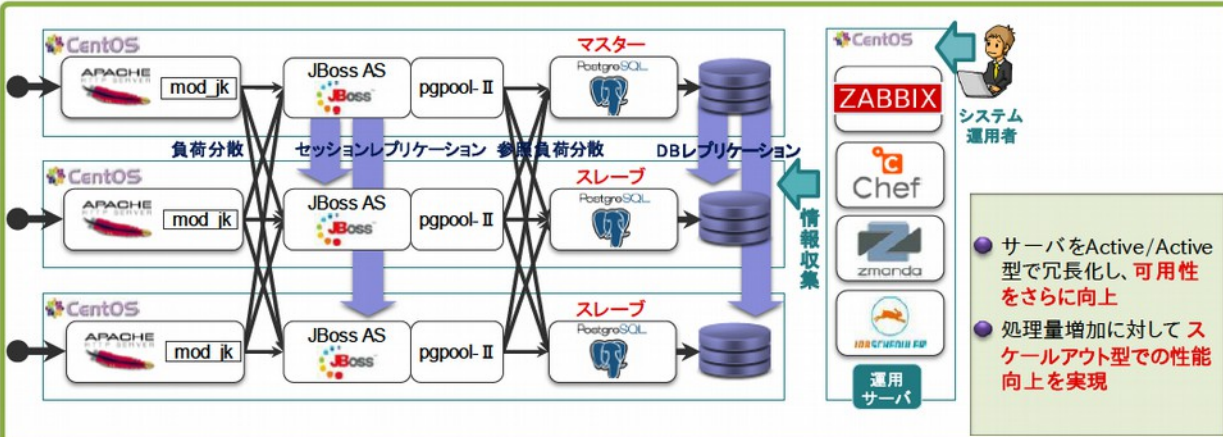 CentOS
APACHE
HTTP SERVER
mod_jk
JBoss AS
JBoss
pgpool-Ⅱ
マスター
PostgreSQL
負荷分散
セッションレプリケーション
参照負荷分散
DBレプリケーション
CentOS
APACHE
HTTP SERVER
mod_jk
JBoss AS
JBoss
pgpool-Ⅱ
スレーブ
PostgreSQL
CentOS
APACHE
HTTP SERVER
mod_jk
JBoss AS
JBoss
pgpool-Ⅱ
スレーブ
PostgreSQL
情報収集
CentOS
ZABBIX
Chef
zmanda
JOBSCHEDULER
運用
サーバ
システム
運用者
サーバをActive/Active
型で冗長化し、可用性
をさらに向上
処理量増加に対して ス
ケールアウト型での性能
向上を実現